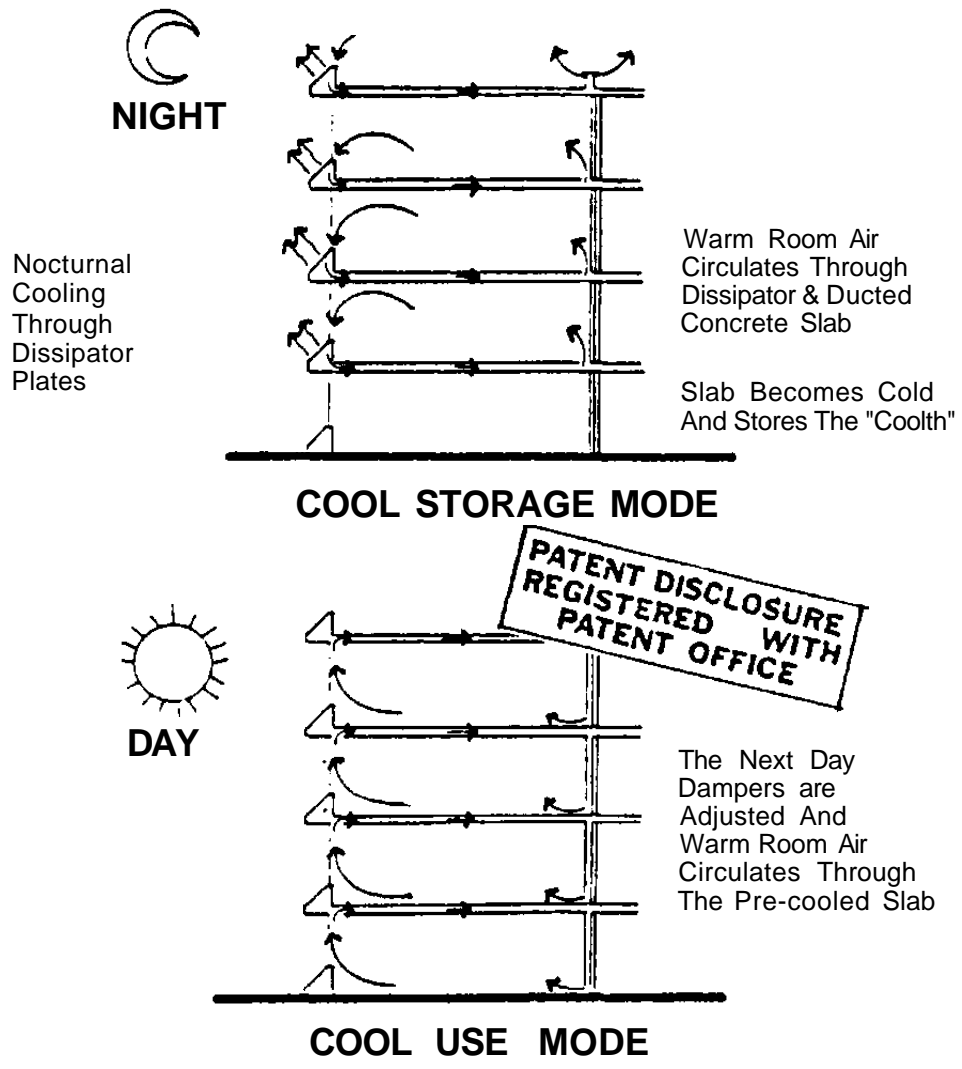 NIGHT
Nocturnal
Cooling
Through
Dissipator
Plates
Warm Room Air
Circulates Through
Dissipator & Ducted
Concrete Slab
Slab Becomes Cold
And Stores The "Coolth"
COOL STORAGE MODE
PATENT DISCLOSURE
REGISTERED WITH
PATENT OFFICE
DAY
The Next Day
Dampers are
Adjusted And
Warm Room Air
Circulates Through
The Pre-cooled Slab
COOL USE MODE